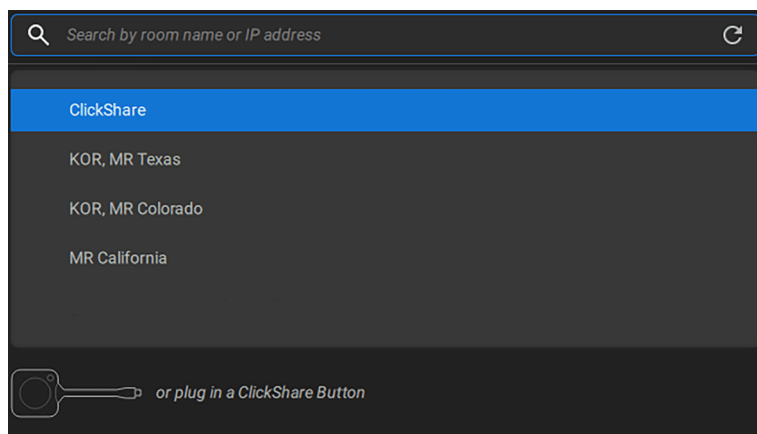 Search by room name or IP address
ClickShare
KOR, MR Texas
KOR, MR Colorado
MR California
or plug in a ClickShare Button